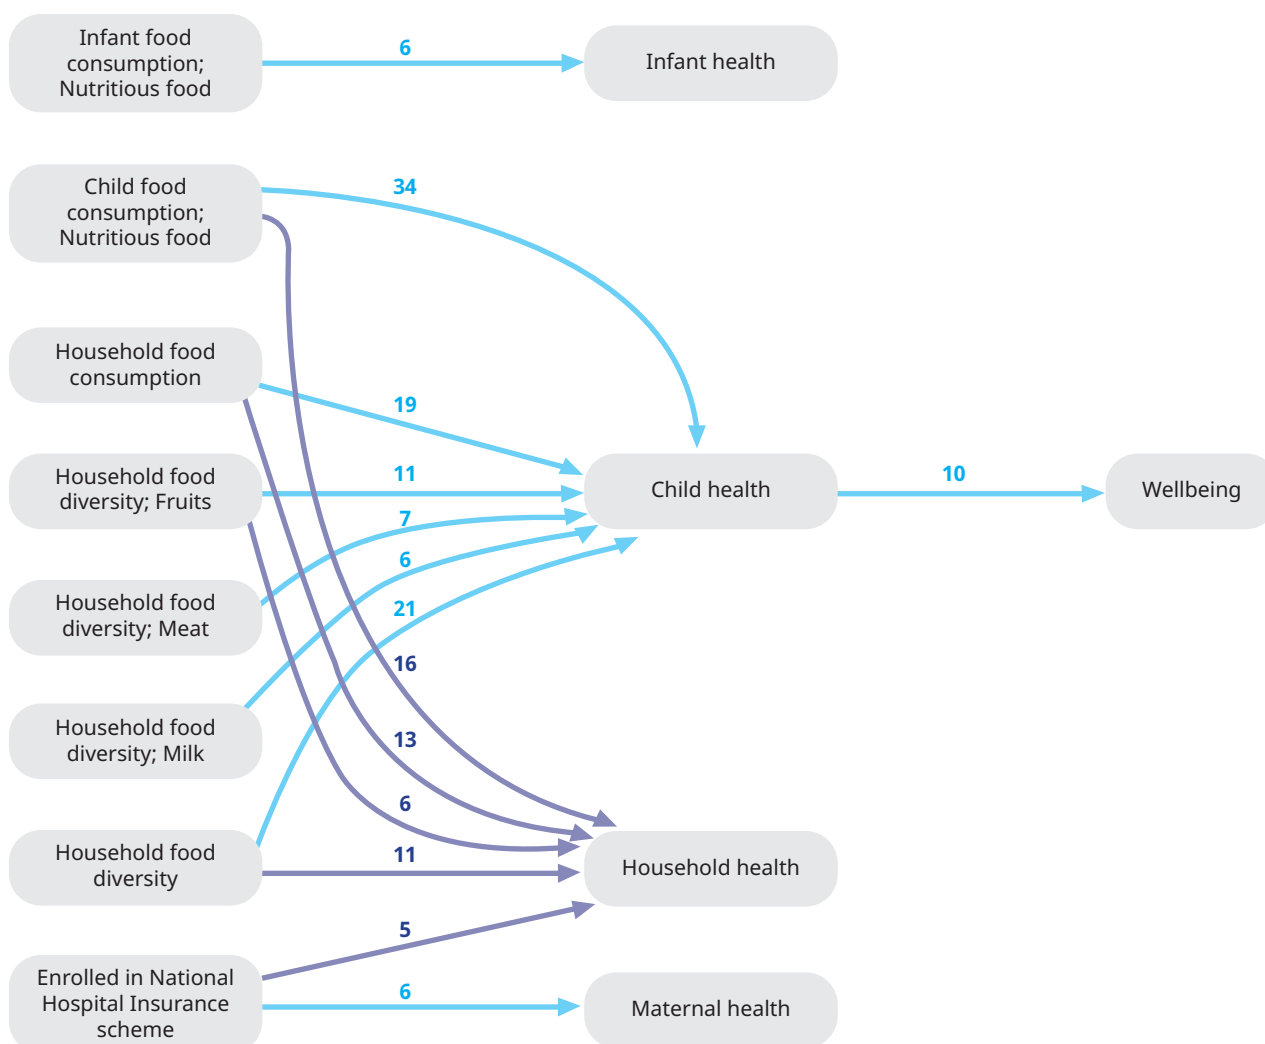 Infant food
consumption;
Nutritious food
6
Infant health
Child food
consumption;
Nutritious food
34
Household food
consumption
19
Household food
diversity; Fruits
11
Child health
10
Wellbeing
7
6
Household food
diversity; Meat
21
16
Household food
diversity; Milk
13
6
Household food
diversity
11
Household health
5
Enrolled in National
Hospital Insurance
scheme
6
Maternal health